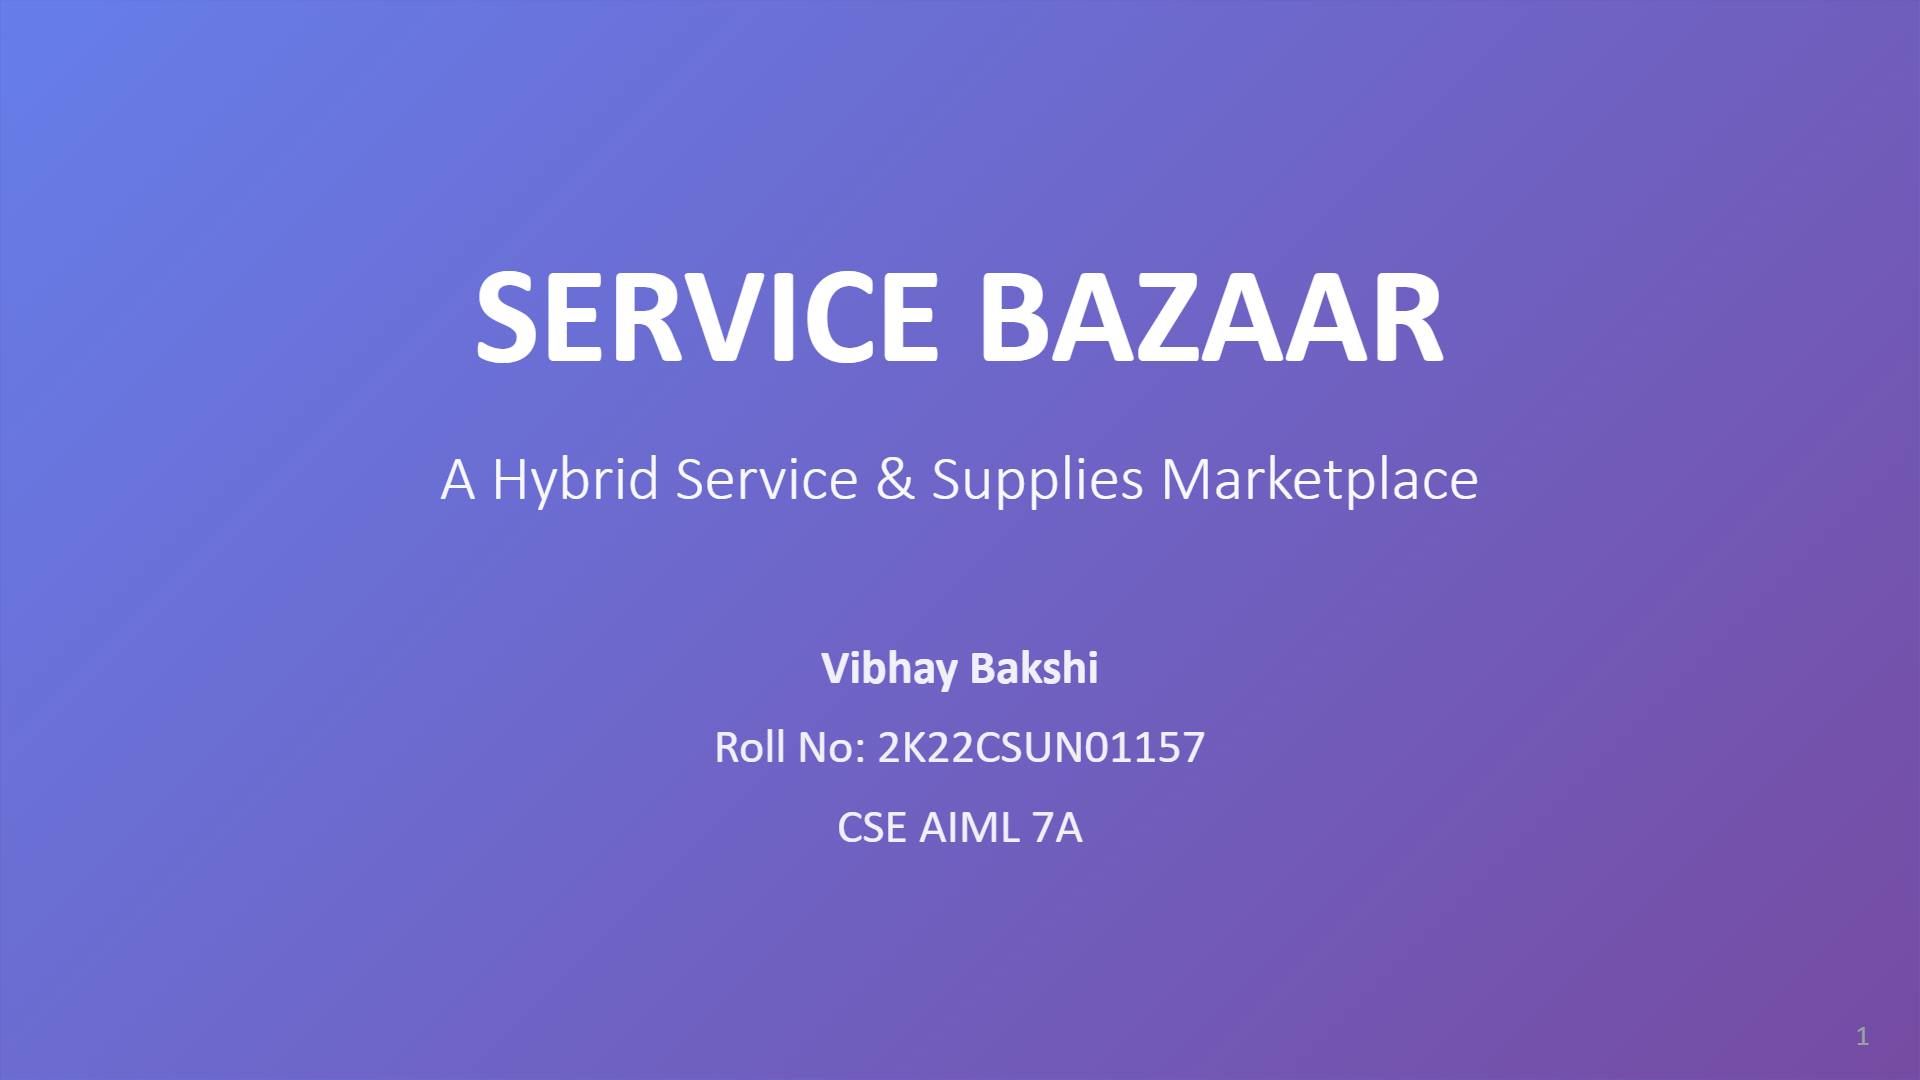 SERVICE BAZAAR
A Hybrid Service & Supplies Marketplace
Vibhay Bakshi
Roll No: 2K22CSUN01157
CSE AIML 7A
1